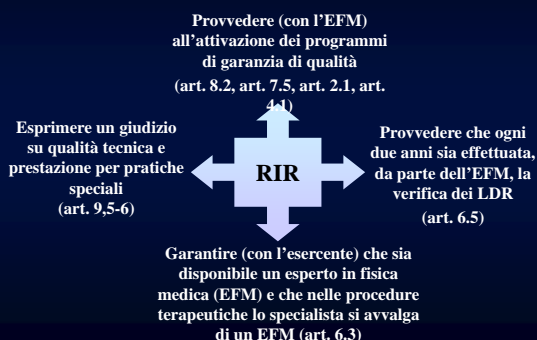 Provvedere (con l'EFM)
all'attivazione dei programmi
di garanzia di qualità
(art. 8.2, art. 7.5, art. 2.1, art.
4.1)
Esprimere un giudizio
su qualità tecnica e
prestazione per pratiche
speciali
(art. 9,5-6)
RIR
Provvedere che ogni
due anni sia effettuata,
da parte dell'EFM, la
verifica dei LDR
(art. 6.5)
Garantire (con l'esercente) che sia
disponibile un esperto in fisica
medica (EFM) e che nelle procedure
terapeutiche lo specialista si avvalga
di un EFM (art. 6.3)